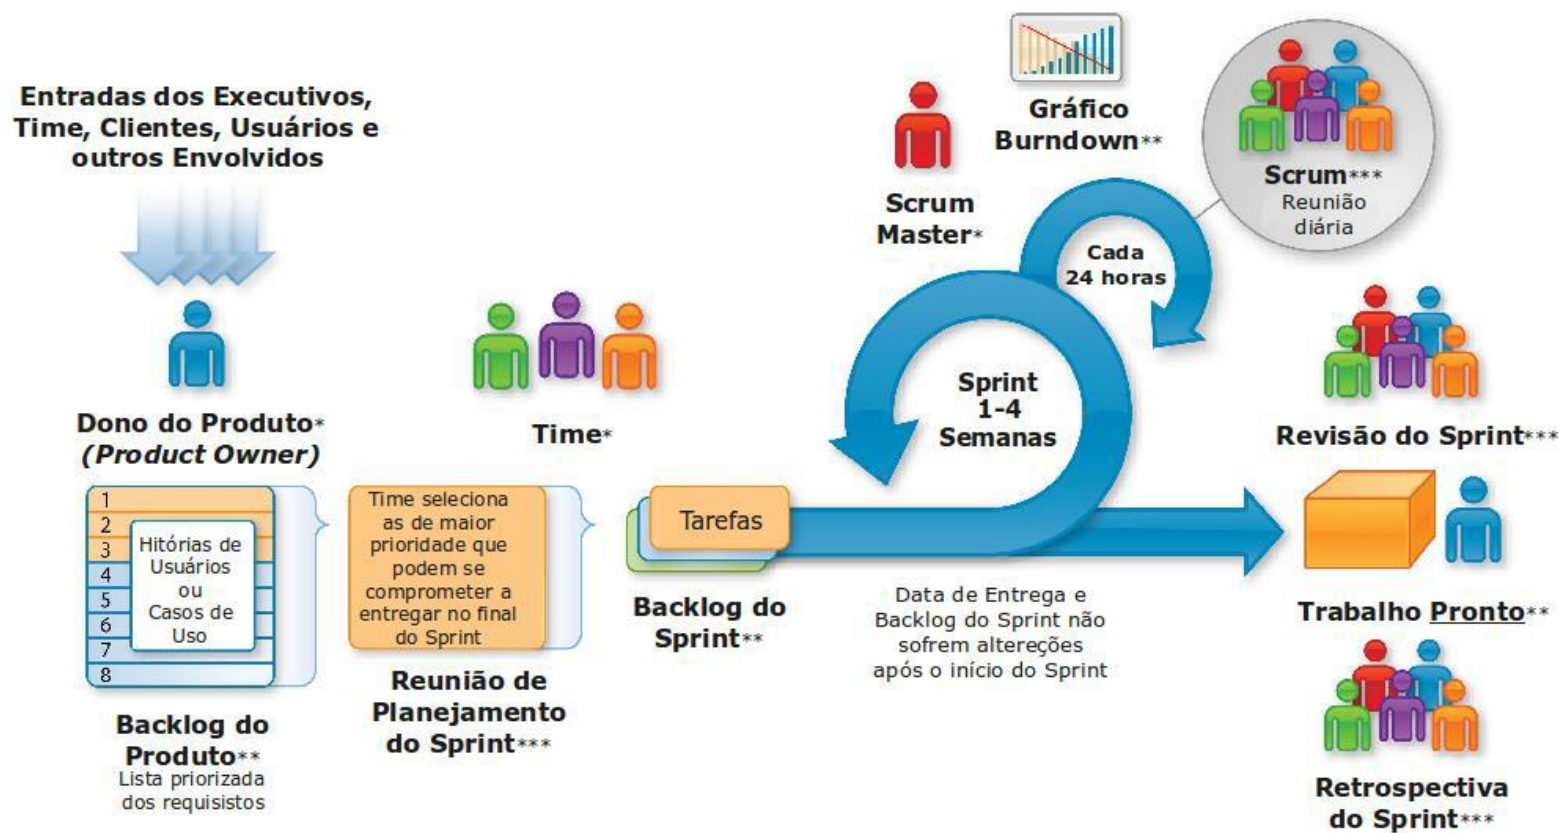 Entradas dos Executivos,
Time, Clientes, Usuários e
outros Envolvidos
Dono do Produto*
(Product Owner)
1
2
3
4
5
6
7
8
Hitórias de
Usuários
ou
Casos de
Uso
Backlog do
Produto**
Lista priorizada
dos requisistos
Time*
Time seleciona
as de maior
prioridade que
podem se
comprometer a
entregar no final
do Sprint
Reunião de
Planejamento
do Sprint***
Tarefas
Backlog do
Sprint**
Scrum
Master*
Gráfico
Burndown**
Cada
24 horas
Scrum***
Reunião
diária
Sprint
1-4
Semanas
Data de Entrega e
Backlog do Sprint não
sofrem altereções
após o início do Sprint
Revisão do Sprint***
Trabalho Pronto**
Retrospectiva
do Sprint***